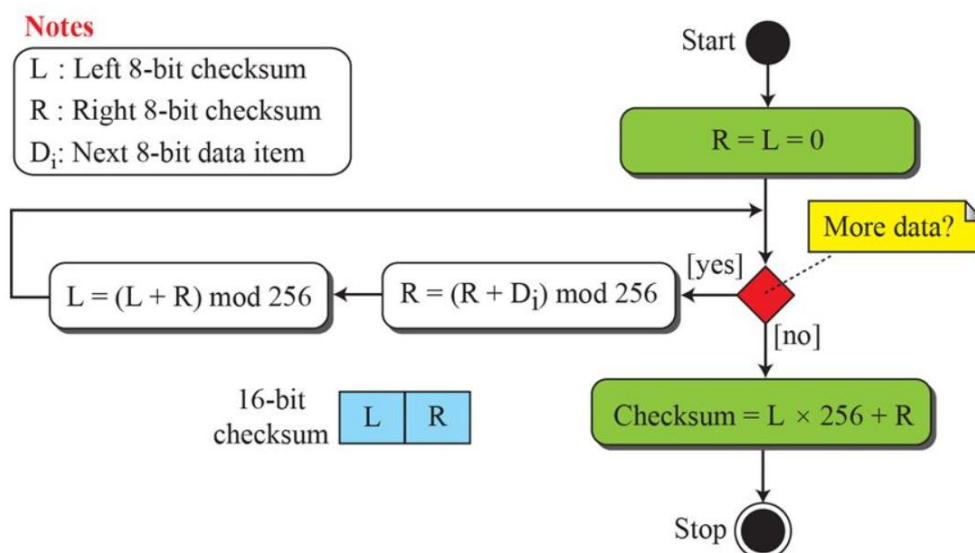 Notes
L : Left 8-bit checksum
R : Right 8-bit checksum
Dᵢ: Next 8-bit data item
Start
R = L = 0
More data?
[yes]
R = (R + Dᵢ) mod 256
L = (L + R) mod 256
[no]
16-bit
checksum
L
R
Checksum = L × 256 + R
Stop